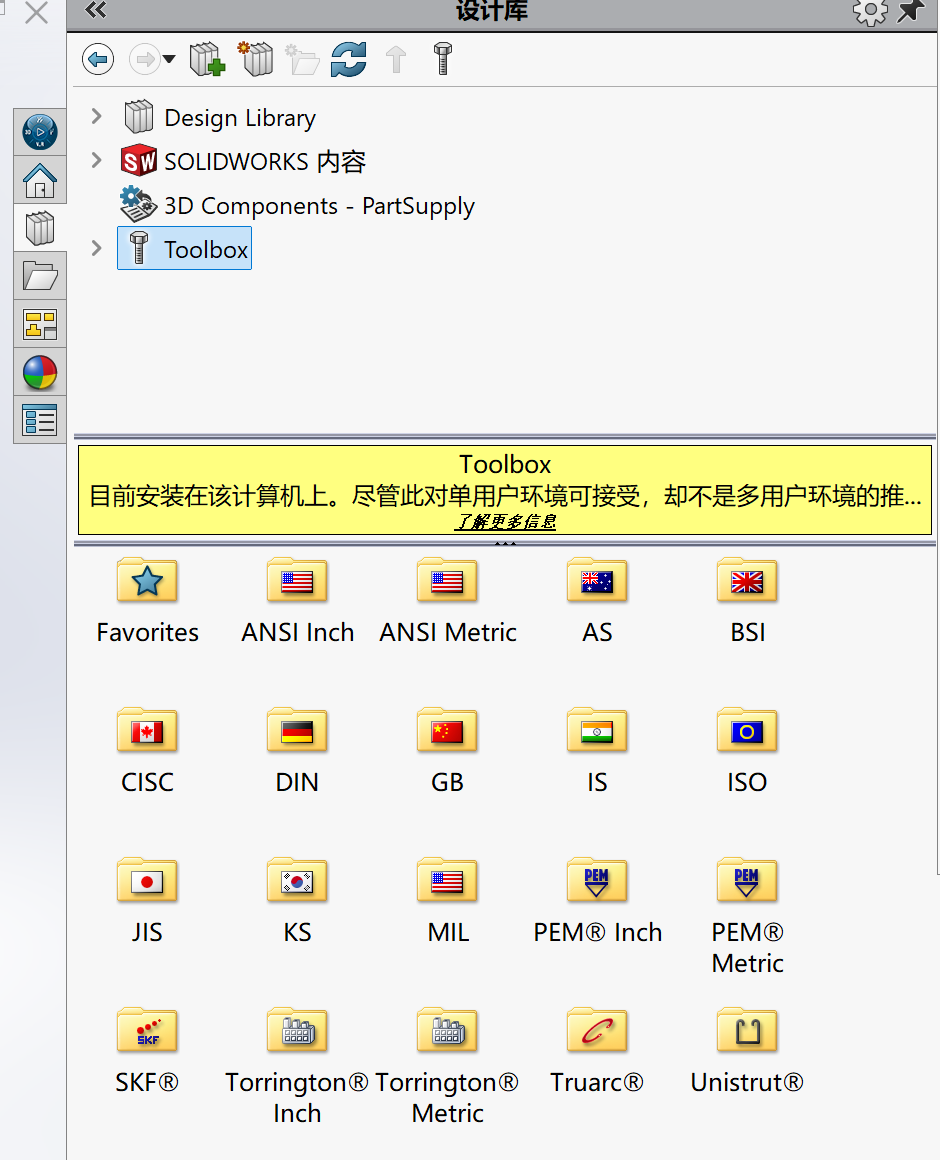 设计库
Design Library
SOLIDWORKS 内容
3D Components - PartSupply
Toolbox
Toolbox
目前安装在该计算机上。尽管此对单用户环境可接受，却不是多用户环境的推...
了解更多信息
Favorites
ANSI Inch
ANSI Metric
AS
BSI
CISC
DIN
GB
IS
ISO
JIS
KS
MIL
PEM® Inch
PEM®
Metric
SKF®
Torrington®
Inch
Torrington®
Metric
Truarc®
Unistrut®